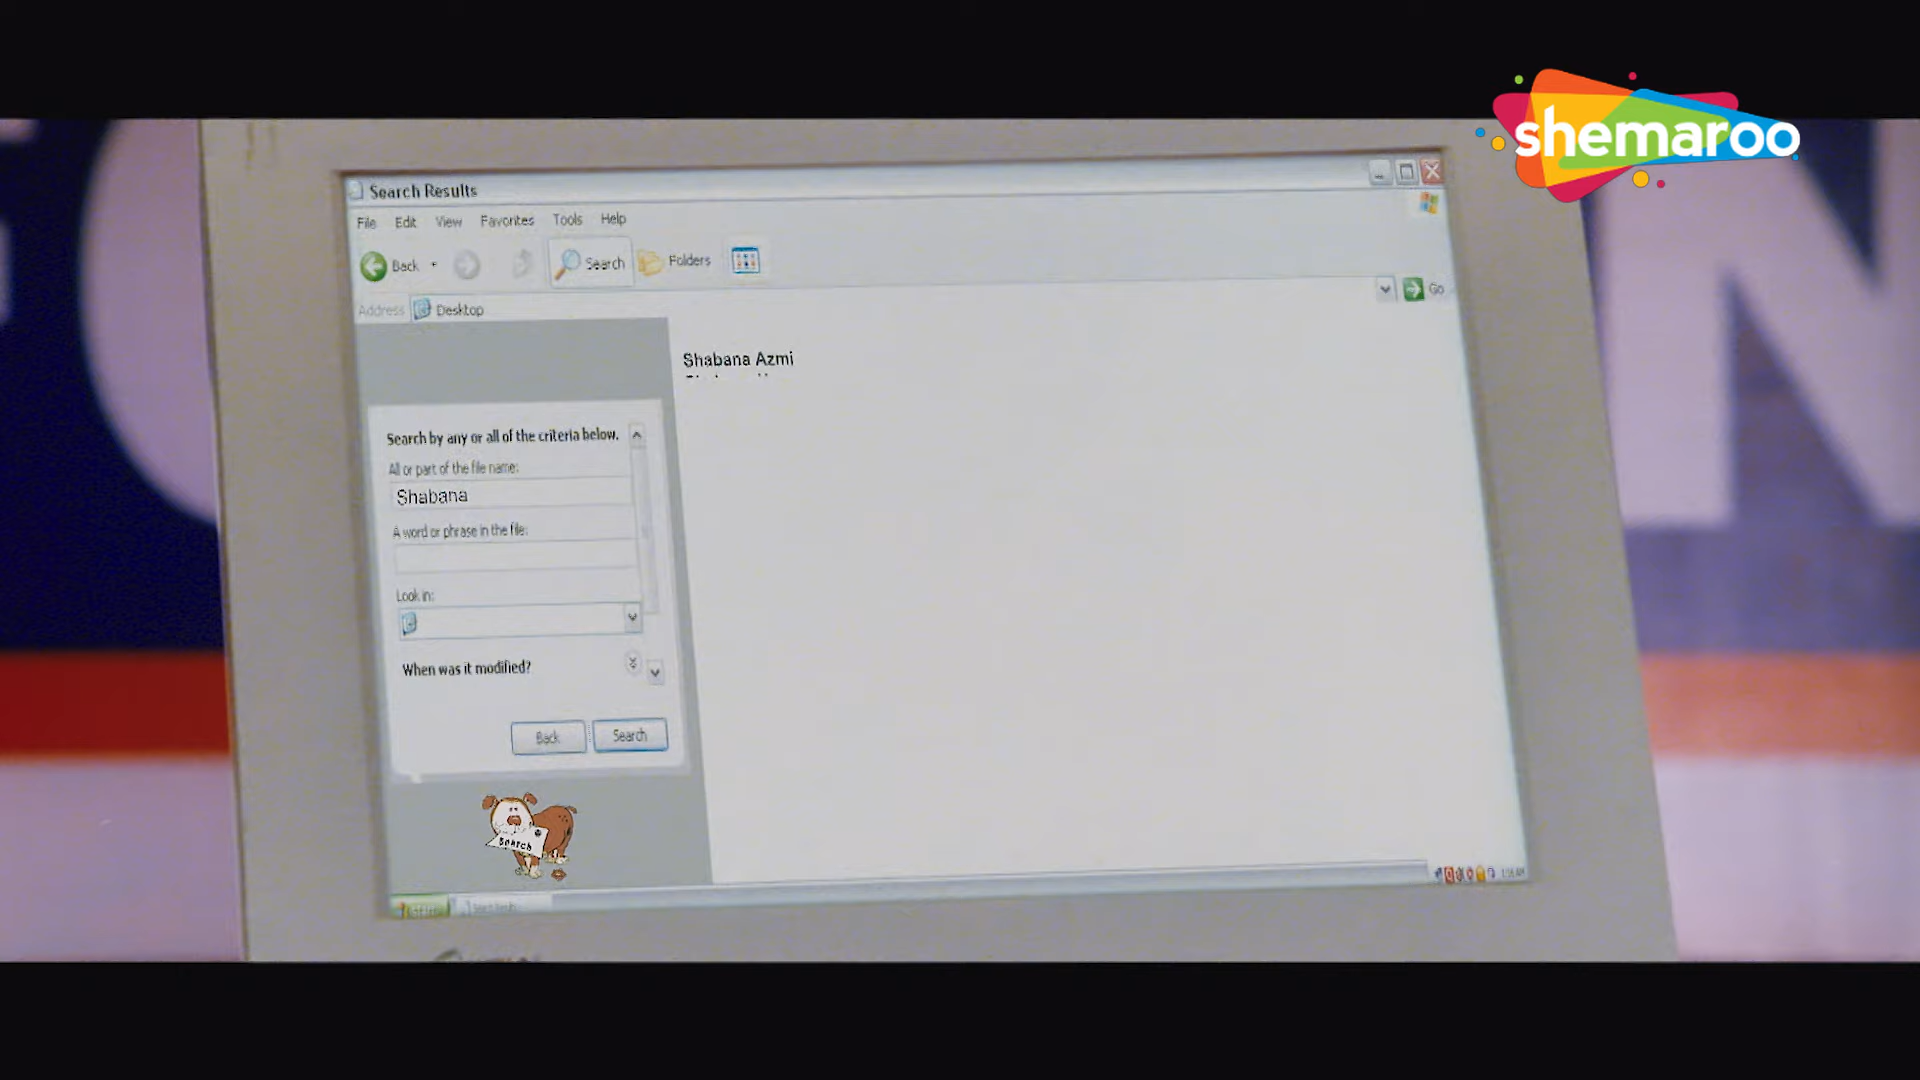 shemaroo
Search Results
File Edit View Favorites Tools Help
Back Search Folders
Address Desktop
Go
Shabana Azmi
Search by any or all of the criteria below.
All or part of the file name:
Shabana
A word or phrase in the file:
Look in:
When was it modified?
Back Search
Search